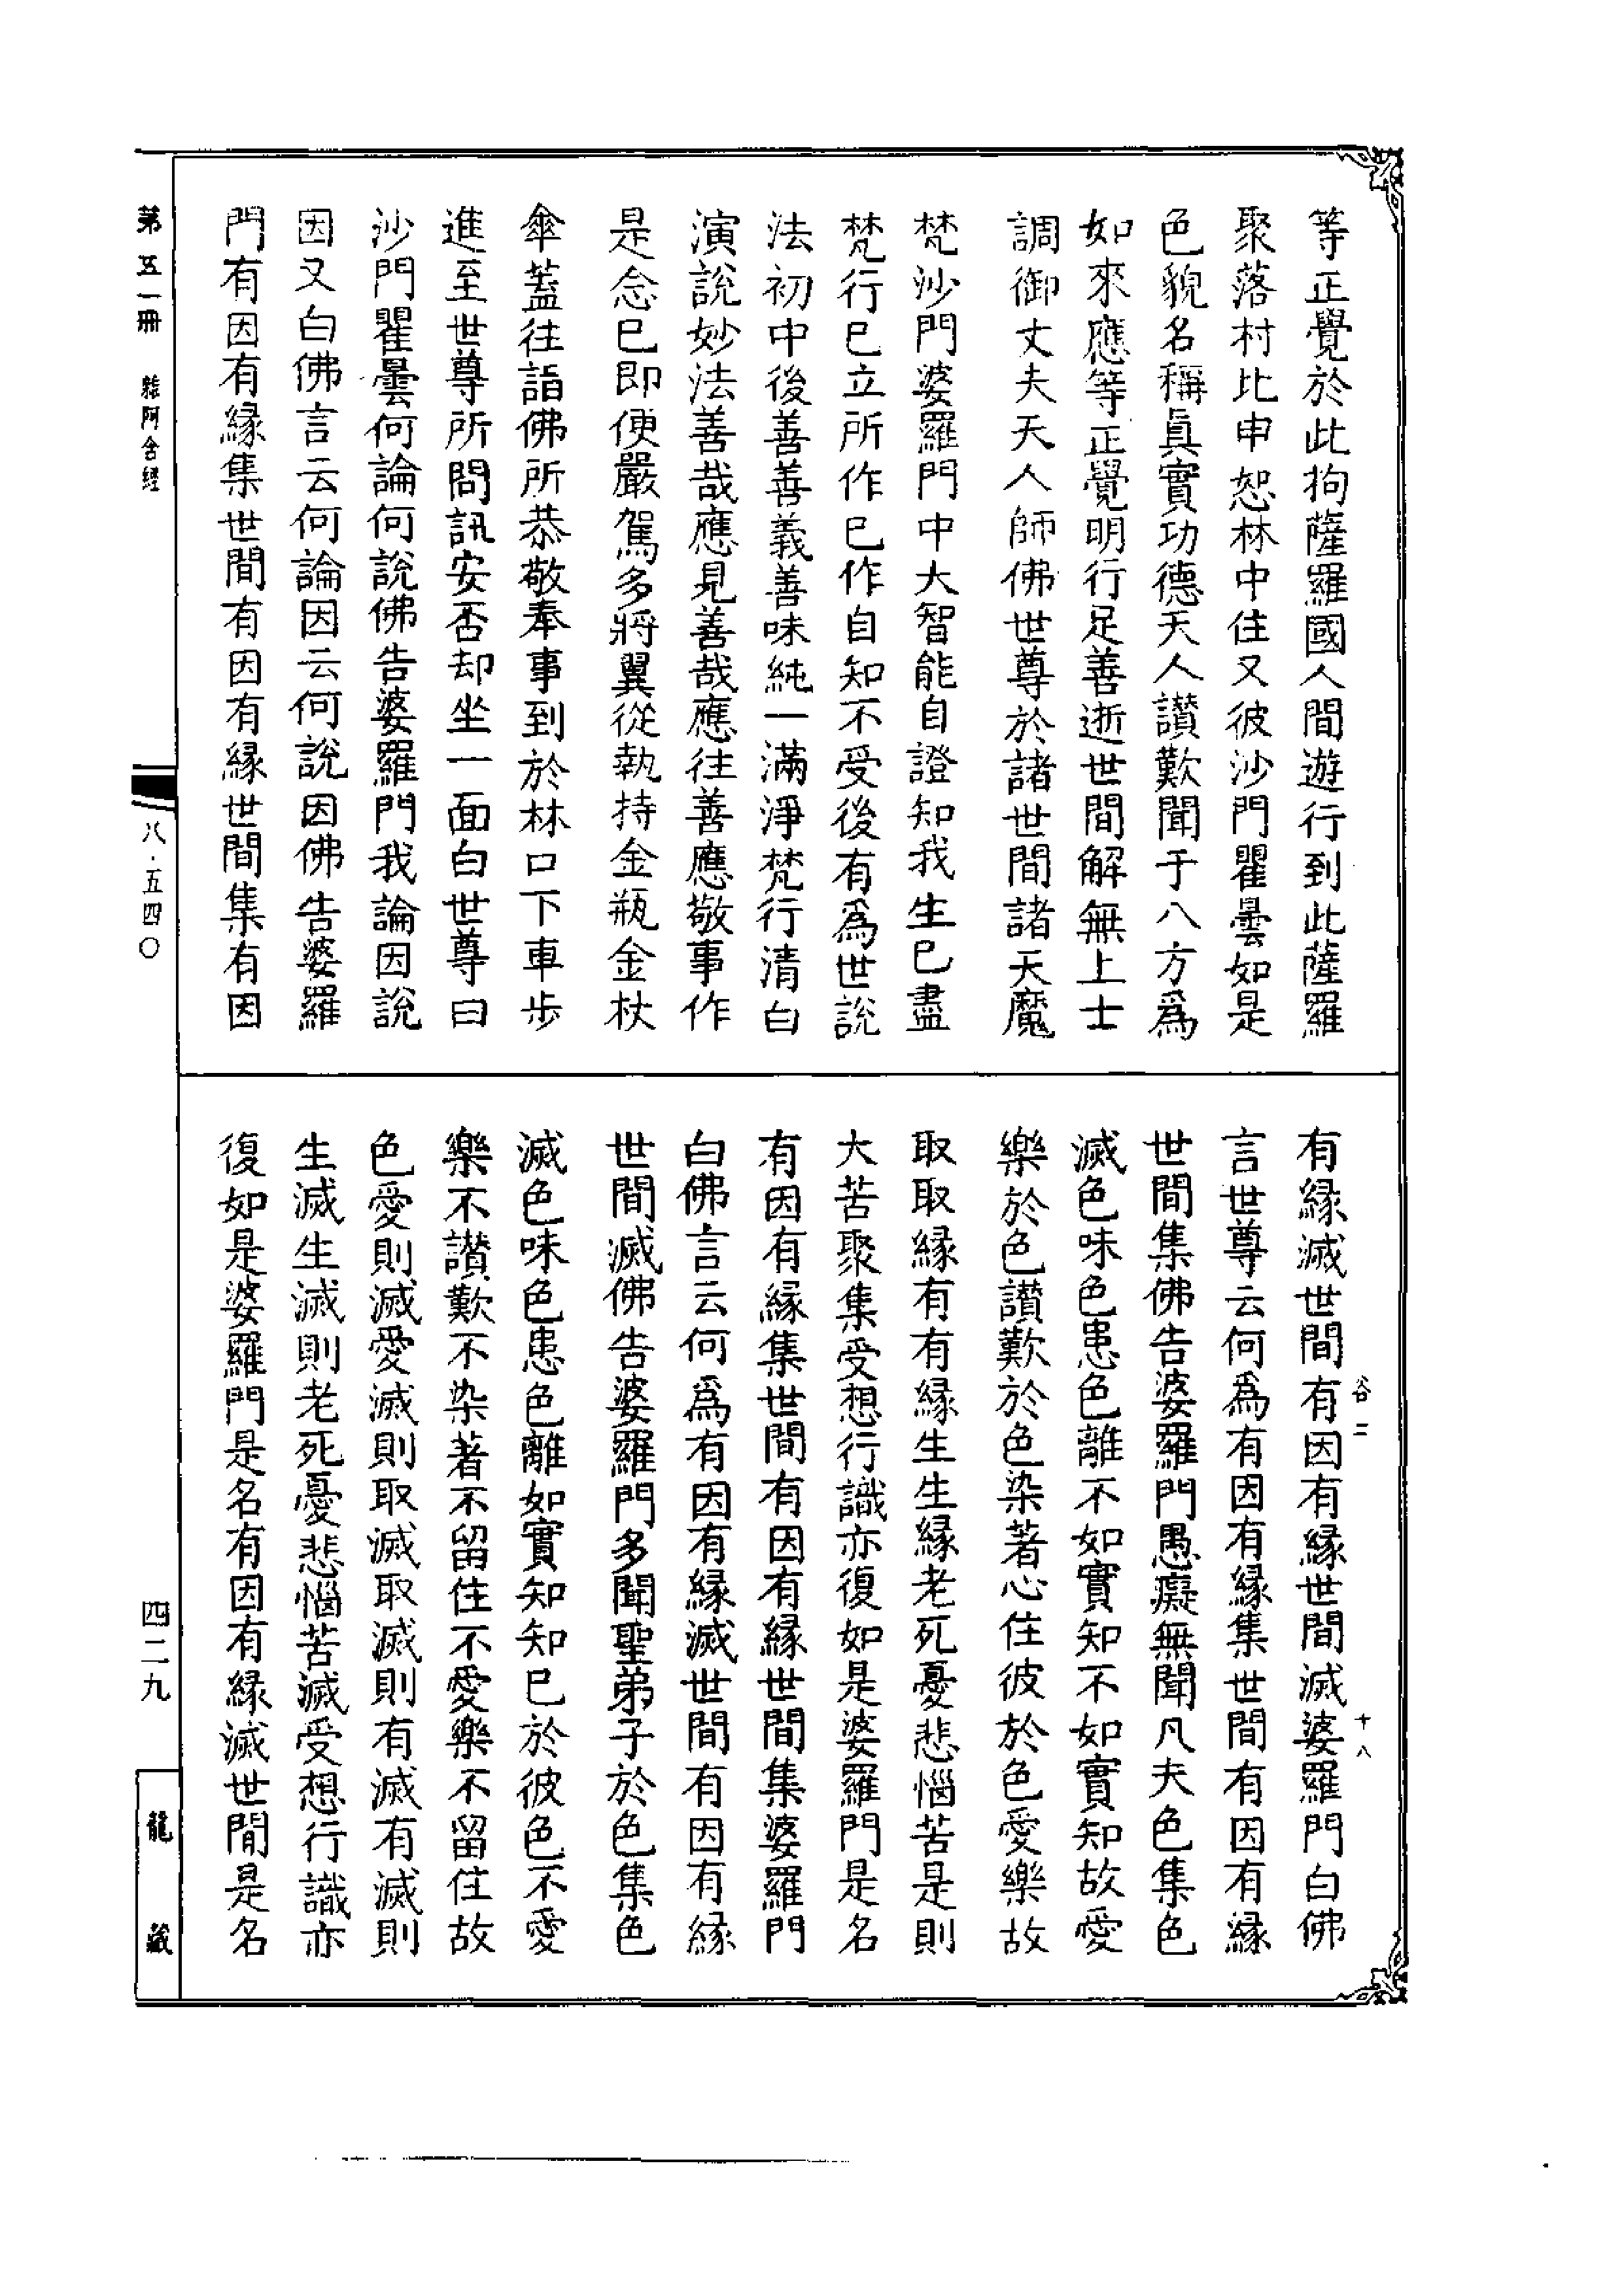 等正覺於此拘薩羅國人間遊行到此薩羅
聚落村北申恕林中住又彼沙門瞿曇如是
色貌名稱眞實功德天人讃歎聞于八方爲
如來應等正覺明行足善逝世間解無上士
調御丈夫天人師佛世尊於諸世間諸天魔
梵沙門婆羅門中大智能自證知我生已盡
梵行已立所作已作自知不受後有爲世說
法初中後善善義善味純一滿淨梵行清白
演說妙法善哉應見善哉應往善應敬事作
是念已即便嚴駕多將翼從執持金瓶金杖
傘蓋往詣佛所恭敬奉事到於林口下車步
進至世尊所問訊安否却坐一面白世尊曰
沙門瞿曇何論何說佛告婆羅門我論因說
因又白佛言云何論因云何說因佛告婆羅
門有因有緣集世間有因有緣世間集有因
有緣滅世間有因有緣世間滅婆羅門白佛
言世尊云何爲有因有緣集世間有因有緣
世間集佛告婆羅門愚癡無聞凡夫色集色
滅色味色患色離不如實知不如實知故愛
樂於色讃歎於色染著心住彼於色愛樂故
取取緣有有緣生生緣老死憂悲惱苦是則
大苦聚集受想行識亦復如是婆羅門是名
有因有緣集世間有因有緣世間集婆羅門
白佛言云何爲有因有緣滅世間有因有緣
世間滅佛告婆羅門多聞聖弟子於色集色
滅色味色患色離如實知知已於彼色不愛
樂不讃歎不染著不留住不愛樂不留住故
色愛則滅愛滅則取滅取滅則有滅有滅則
生滅生滅則老死憂悲惱苦滅受想行識亦
復如是婆羅門是名有因有緣滅世間是名
谷三
十八
第五一冊
雜阿含經
八·五四〇
四二九
龍藏